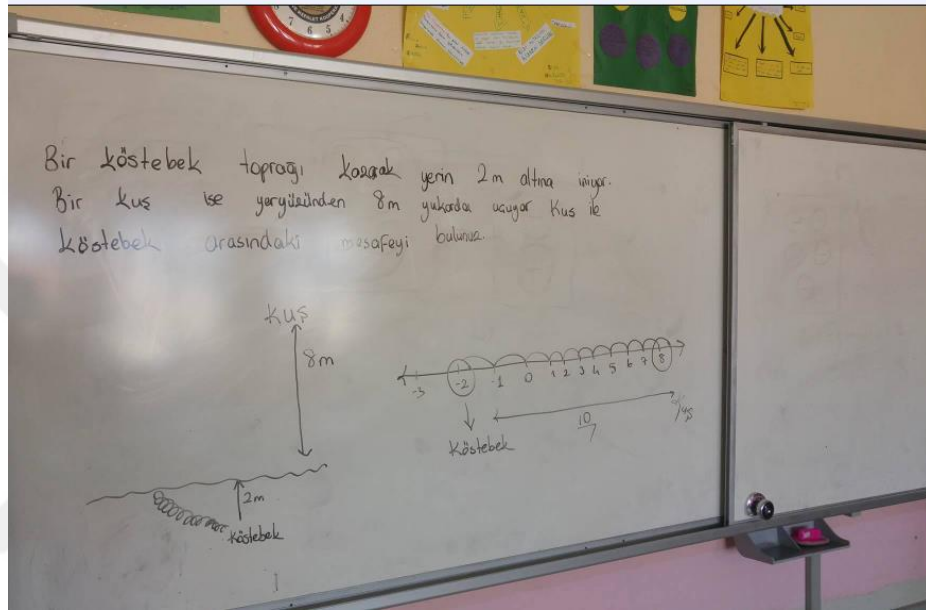 Bir köstebek toprağı kazarak yerin 2m altına iniyor.
Bir kuş ise yeryüzünden 8m yukarda uçuyor Kuş ile
köstebek arasındaki mesafeyi bulunuz.
KUŞ
8m
2m
köstebek
-3 -2 -1 0 1 2 3 4 5 6 7 8
10
köstebek